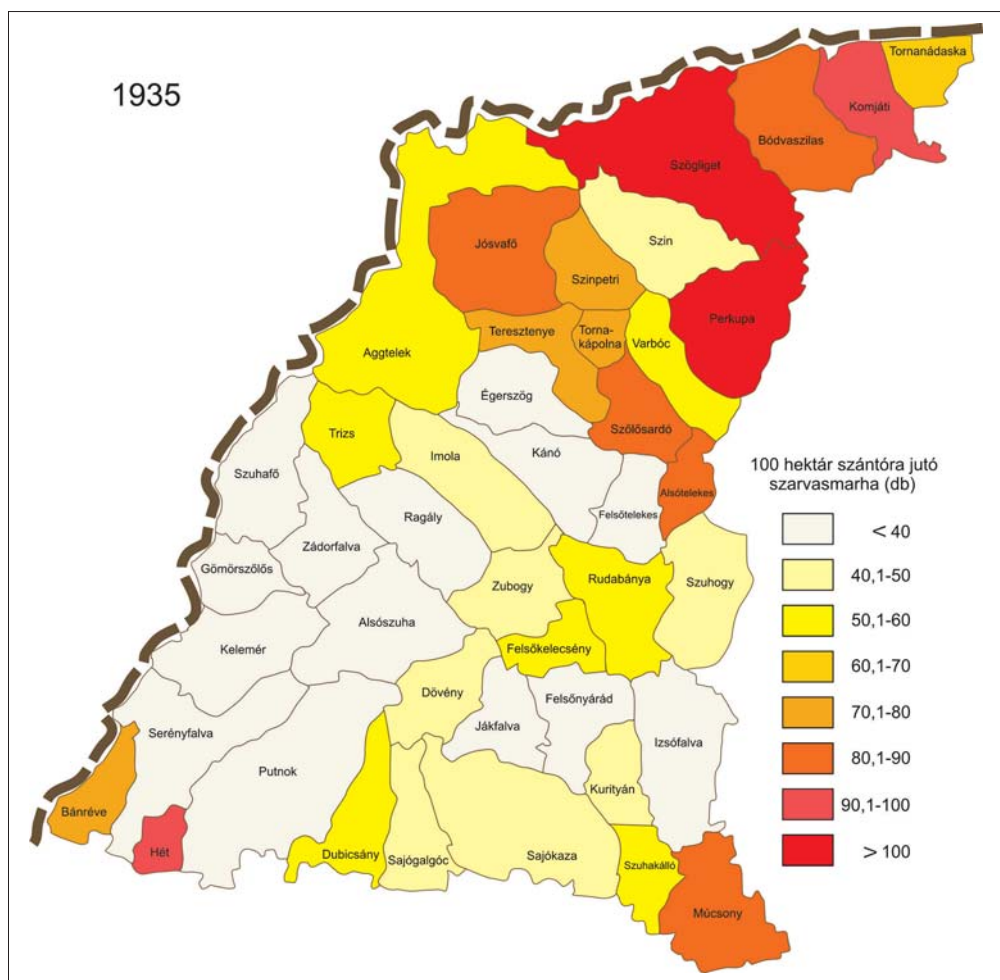 1935
Tornanádaska
Komjáti
Bódvaszilas
Szögliget
Szin
Jósvafő
Szinpetri
Perkupa
Teresztenye
Torna-
kápolna
Varbóc
Aggtelek
Égerszög
Szőlősardó
Trizs
Imola
Kánó
Szuhafő
Alsótelekes
Ragály
Felsőtelekes
Zádorfalva
Gömörszőlős
Zubogy
Rudabánya
Szuhogy
Alsószuha
Kelemér
Felsőkelecsény
Dövény
Felsőnyárád
Jákfalva
Serényfalva
Izsófalva
Putnok
Kurityán
Bánréve
Hét
Dubicsány
Sajógalgóc
Sajókaza
Szuhakálló
Múcsony
100 hektár szántóra jutó
szarvasmarha (db)
< 40
40,1-50
50,1-60
60,1-70
70,1-80
80,1-90
90,1-100
> 100